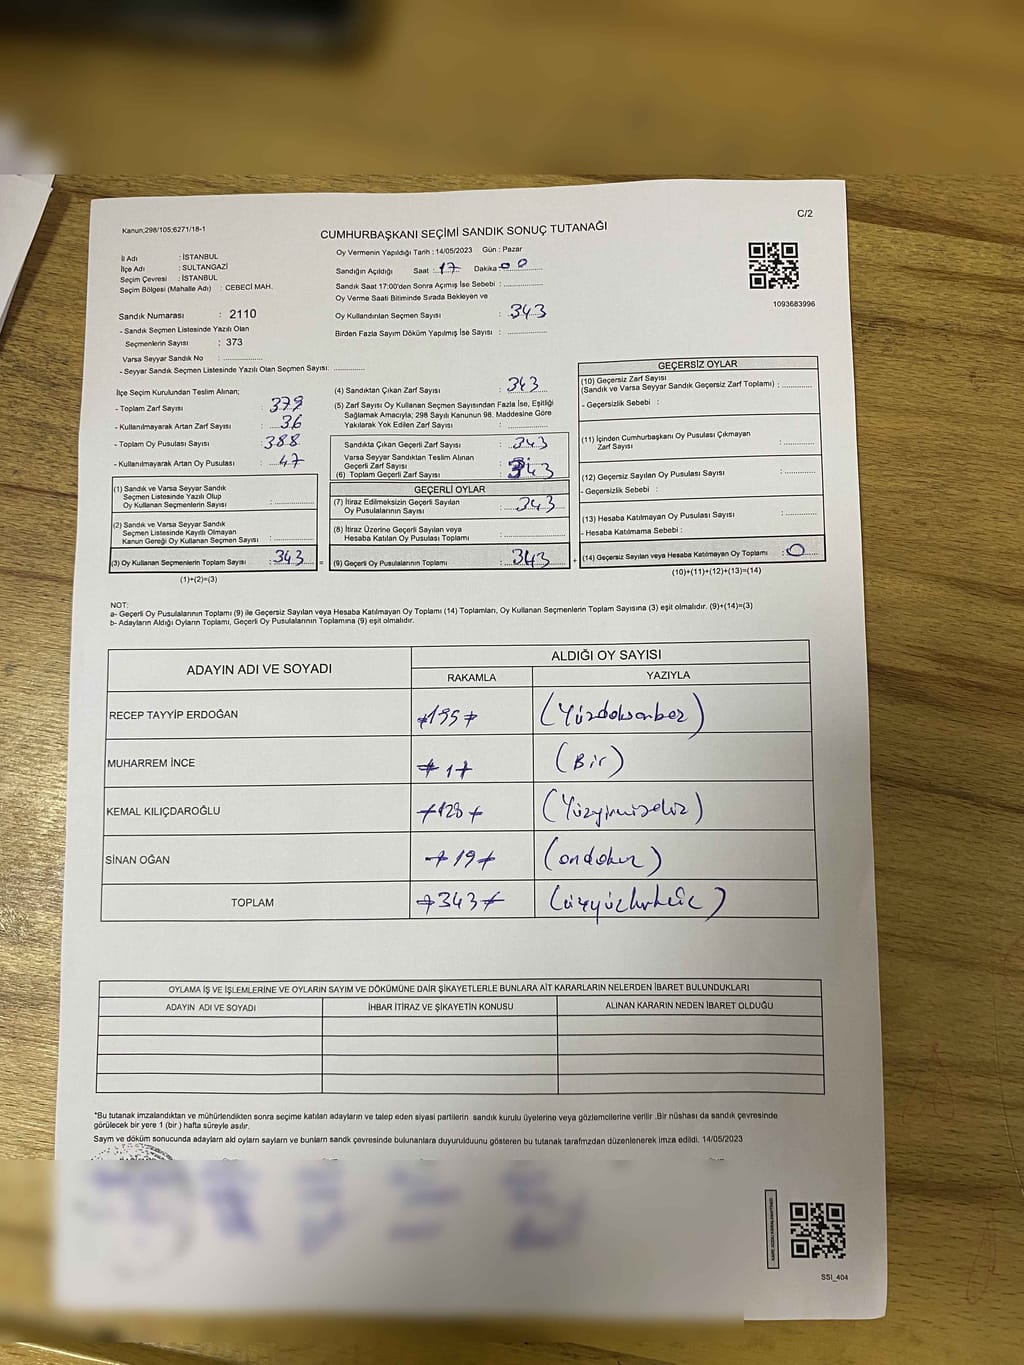 C/2
Kanun;298/105;6271/18-1
CUMHURBAŞKANI SEÇİMİ SANDIK SONUÇ TUTANAĞI
İl Adı : İSTANBUL
İlçe Adı : SULTANGAZİ
Seçim Çevresi : İSTANBUL
Seçim Bölgesi (Mahalle Adı) : CEBECİ MAH.
Sandık Numarası : 2110
- Sandık Seçmen Listesinde Yazılı Olan
Seçmenlerin Sayısı : 373
Varsa Seyyar Sandık No :
- Seyyar Sandık Seçmen Listesinde Yazılı Olan Seçmen Sayısı:
Oy Vermenin Yapıldığı Tarih : 14/05/2023 Gün : Pazar
Sandığın Açıldığı Saat : 17 Dakika : 00
Sandık Saat 17:00'den Sonra Açımış İse Sebebi :
Oy Verme Saati Bitiminde Sırada Bekleyen ve
Oy Kullandırılan Seçmen Sayısı : 343
Birden Fazla Sayım Döküm Yapılmış İse Sayısı :
1093683996
İlçe Seçim Kurulundan Teslim Alınan;
- Toplam Zarf Sayısı : 379
- Kullanılmayarak Artan Zarf Sayısı : 36
- Toplam Oy Pusulası Sayısı : 388
- Kullanılmayarak Artan Oy Pusulası : 47
(1) Sandık ve Varsa Seyyar Sandık
Seçmen Listesinde Yazılı Olup
Oy Kullanan Seçmenlerin Sayısı :
(2) Sandık ve Varsa Seyyar Sandık
Seçmen Listesinde Kayıtlı Olmayan
Kanun Gereği Oy Kullanan Seçmen Sayısı :
(3) Oy Kullanan Seçmenlerin Toplam Sayısı : 343 =
(1)+(2)=(3)
(4) Sandıktan Çıkan Zarf Sayısı : 343
(5) Zarf Sayısı Oy Kullanan Seçmen Sayısından Fazla İse, Eşitliği
Sağlamak Amacıyla; 298 Sayılı Kanunun 98. Maddesine Göre
Yakılarak Yok Edilen Zarf Sayısı :
Sandıkta Çıkan Geçerli Zarf Sayısı : 343
Varsa Seyyar Sandıktan Teslim Alınan
Geçerli Zarf Sayısı :
(6) Toplam Geçerli Zarf Sayısı : 343
GEÇERLİ OYLAR
(7) İtiraz Edilmeksizin Geçerli Sayılan
Oy Pusulalarının Sayısı : 343
(8) İtiraz Üzerine Geçerli Sayılan veya
Hesaba Katılan Oy Pusulası Toplamı :
(9) Geçerli Oy Pusulalarının Toplamı : 343 +
GEÇERSİZ OYLAR
(10) Geçersiz Zarf Sayısı
(Sandık ve Varsa Seyyar Sandık Geçersiz Zarf Toplamı) :
- Geçersizlik Sebebi :
(11) İçinden Cumhurbaşkanı Oy Pusulası Çıkmayan
Zarf Sayısı :
(12) Geçersiz Sayılan Oy Pusulası Sayısı :
- Geçersizlik Sebebi :
(13) Hesaba Katılmayan Oy Pusulası Sayısı :
- Hesaba Katılmama Sebebi :
(14) Geçersiz Sayılan veya Hesaba Katılmayan Oy Toplamı : 0
(10)+(11)+(12)+(13)=(14)
NOT:
a- Geçerli Oy Pusulalarının Toplamı (9) ile Geçersiz Sayılan veya Hesaba Katılmayan Oy Toplamı (14) Toplamları, Oy Kullanan Seçmenlerin Toplam Sayısına (3) eşit olmalıdır. (9)+(14)=(3)
b- Adayların Aldığı Oyların Toplamı, Geçerli Oy Pusulalarının Toplamına (9) eşit olmalıdır.
ADAYIN ADI VE SOYADI
ALDIĞI OY SAYISI
RAKAMLA YAZIYLA
RECEP TAYYİP ERDOĞAN 195 (Yüzdoksanbeş)
MUHARREM İNCE 1 (Bir)
KEMAL KILIÇDAROĞLU 128 (Yüzyirmisekiz)
SİNAN OĞAN 19 (ondokuz)
TOPLAM 343 (üçyüzkırküç)
OYLAMA İŞ VE İŞLEMLERİNE VE OYLARIN SAYIM VE DÖKÜMÜNE DAİR ŞİKAYETLERLE BUNLARA AİT KARARLARIN NELERDEN İBARET BULUNDUKLARI
ADAYIN ADI VE SOYADI
İHBAR İTİRAZ VE ŞİKAYETİN KONUSU
ALINAN KARARIN NEDEN İBARET OLDUĞU
*Bu tutanak imzalandıktan ve mühürlendikten sonra seçime katılan adayların ve talep eden siyasi partilerin sandık kurulu üyelerine veya gözlemcilerine verilir .Bir nüshası da sandık çevresinde
görülecek bir yere 1 (bir ) hafta süreyle asılır.
Sayım ve döküm sonucunda adayların ald oyların sayların ve bunların sandk çevresinde bulunanlara duyurulduunu gösteren bu tutanak tarafmzdan düzenlenerek imza edildi. 14/05/2023
SSI_404